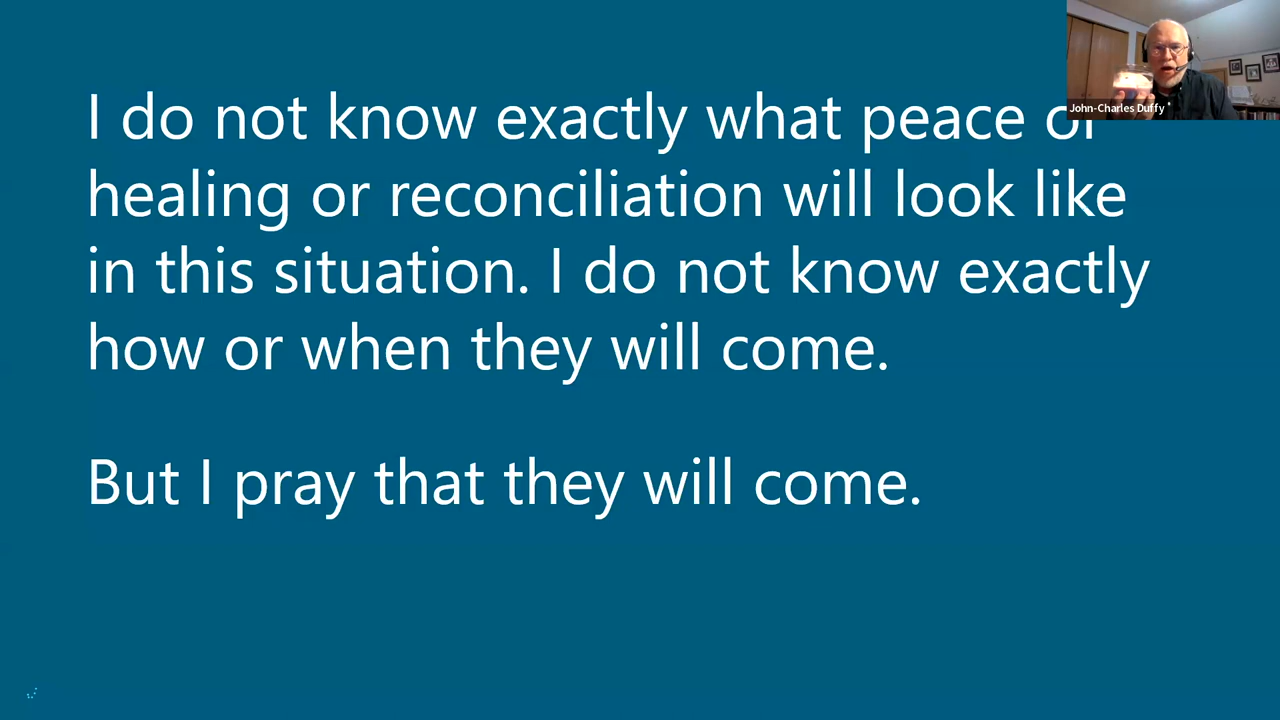 I do not know exactly what peace or
healing or reconciliation will look like
in this situation. I do not know exactly
how or when they will come.
But I pray that they will come.
John-Charles Duffy